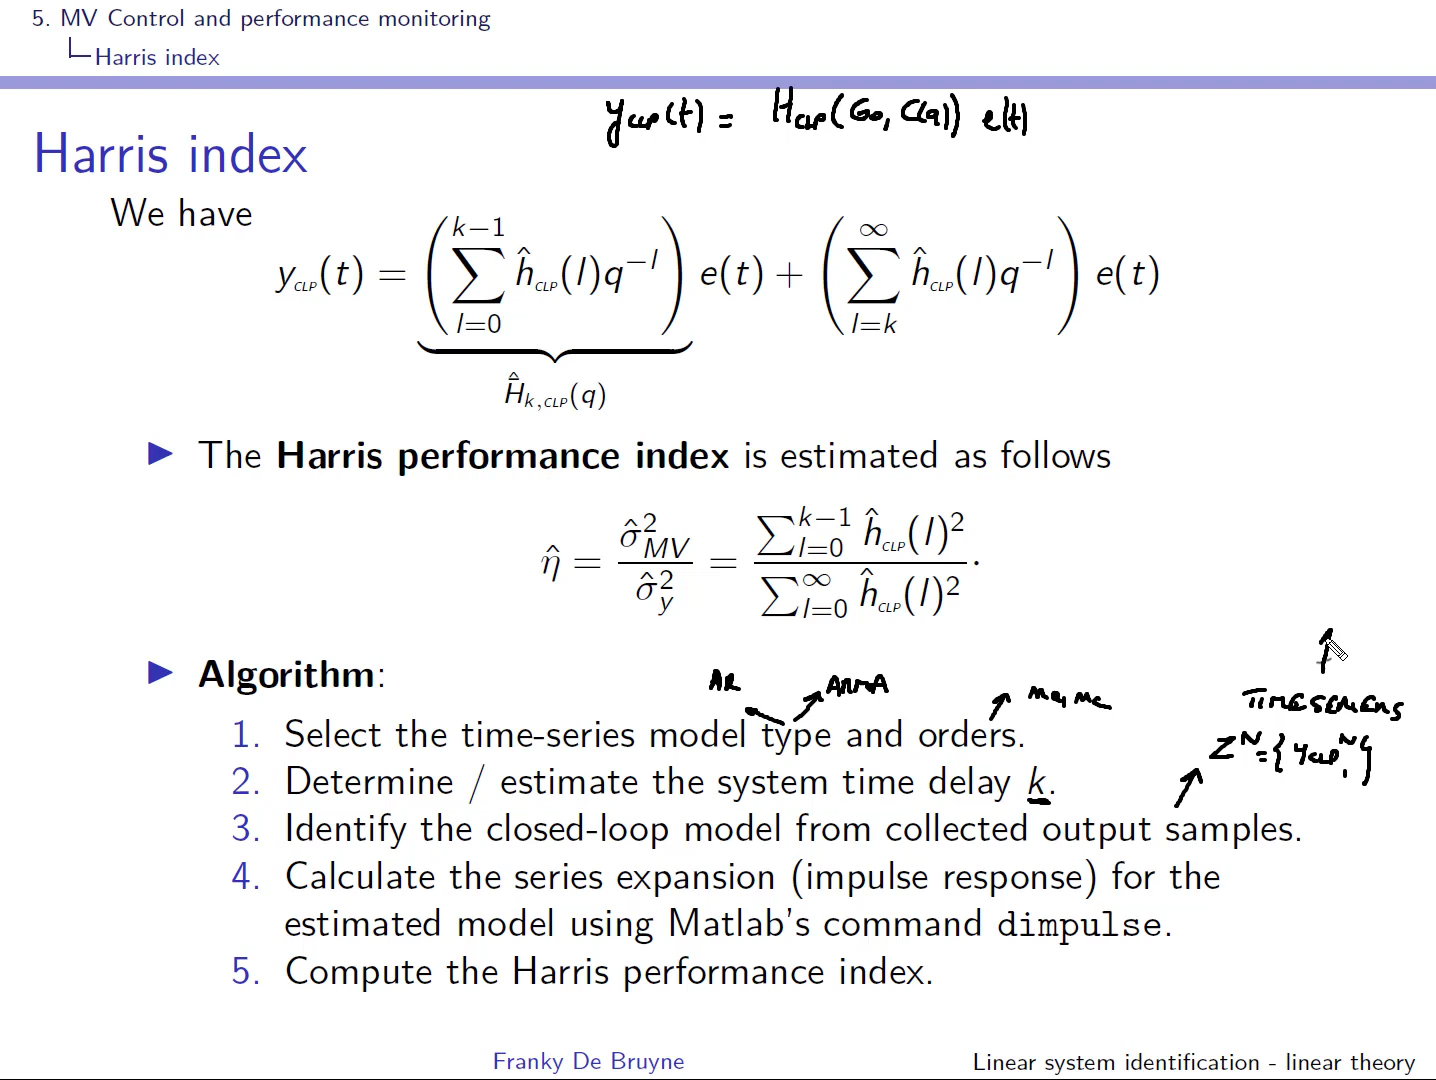 5. MV Control and performance monitoring
Harris index
y_CLP(t) = H_CLP(G₀, C(q)) e(t)
Harris index
We have
y_CLP(t) = (∑_{l=0}^{k−1} ĥ_CLP(l)q^{−l}) e(t) + (∑_{l=k}^{∞} ĥ_CLP(l)q^{−l}) e(t)
Ĥ_{k,CLP}(q)
▶ The Harris performance index is estimated as follows
η̂ = σ̂²_MV / σ̂²_y = ∑_{l=0}^{k−1} ĥ_CLP(l)² / ∑_{l=0}^{∞} ĥ_CLP(l)² .
▶ Algorithm:
AR ARMA
TIMESERIES
1. Select the time-series model type and orders.
Z^N = {y_CLP^N}
2. Determine / estimate the system time delay k.
3. Identify the closed-loop model from collected output samples.
4. Calculate the series expansion (impulse response) for the
estimated model using Matlab's command dimpulse.
5. Compute the Harris performance index.
Franky De Bruyne
Linear system identification - linear theory